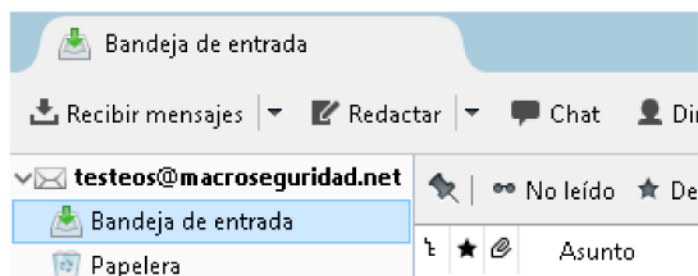 Bandeja de entrada
Recibir mensajes Redactar Chat
testeos@macroseguridad.net No leído
Bandeja de entrada
Asunto
Papelera